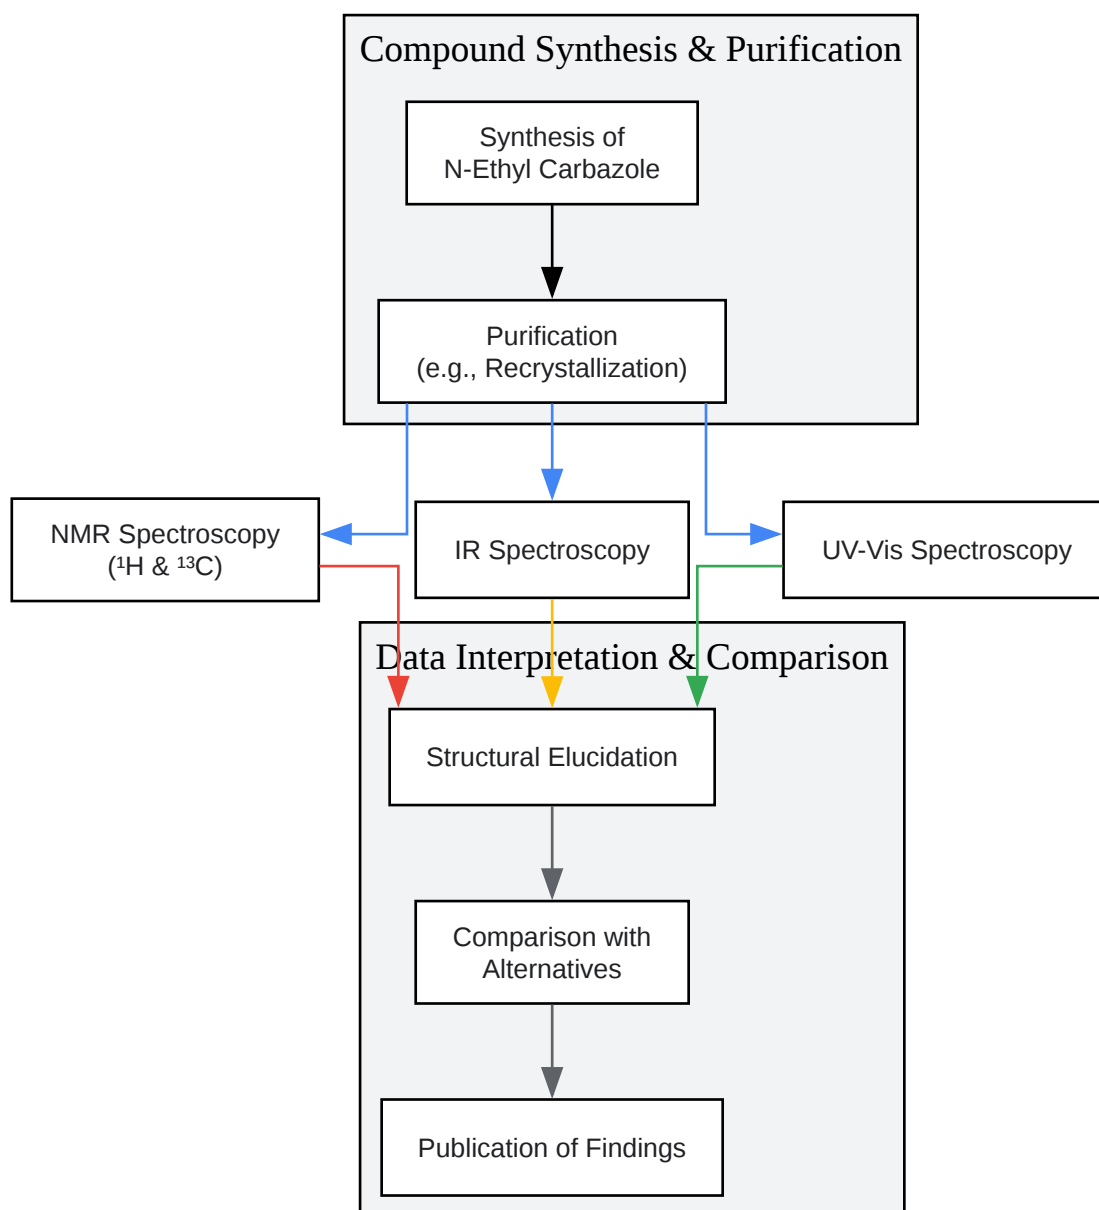 Compound Synthesis & Purification
Synthesis of
N-Ethyl Carbazole
Purification
(e.g., Recrystallization)
NMR Spectroscopy
(¹H & ¹³C)
IR Spectroscopy
UV-Vis Spectroscopy
Data Interpretation & Comparison
Structural Elucidation
Comparison with
Alternatives
Publication of Findings